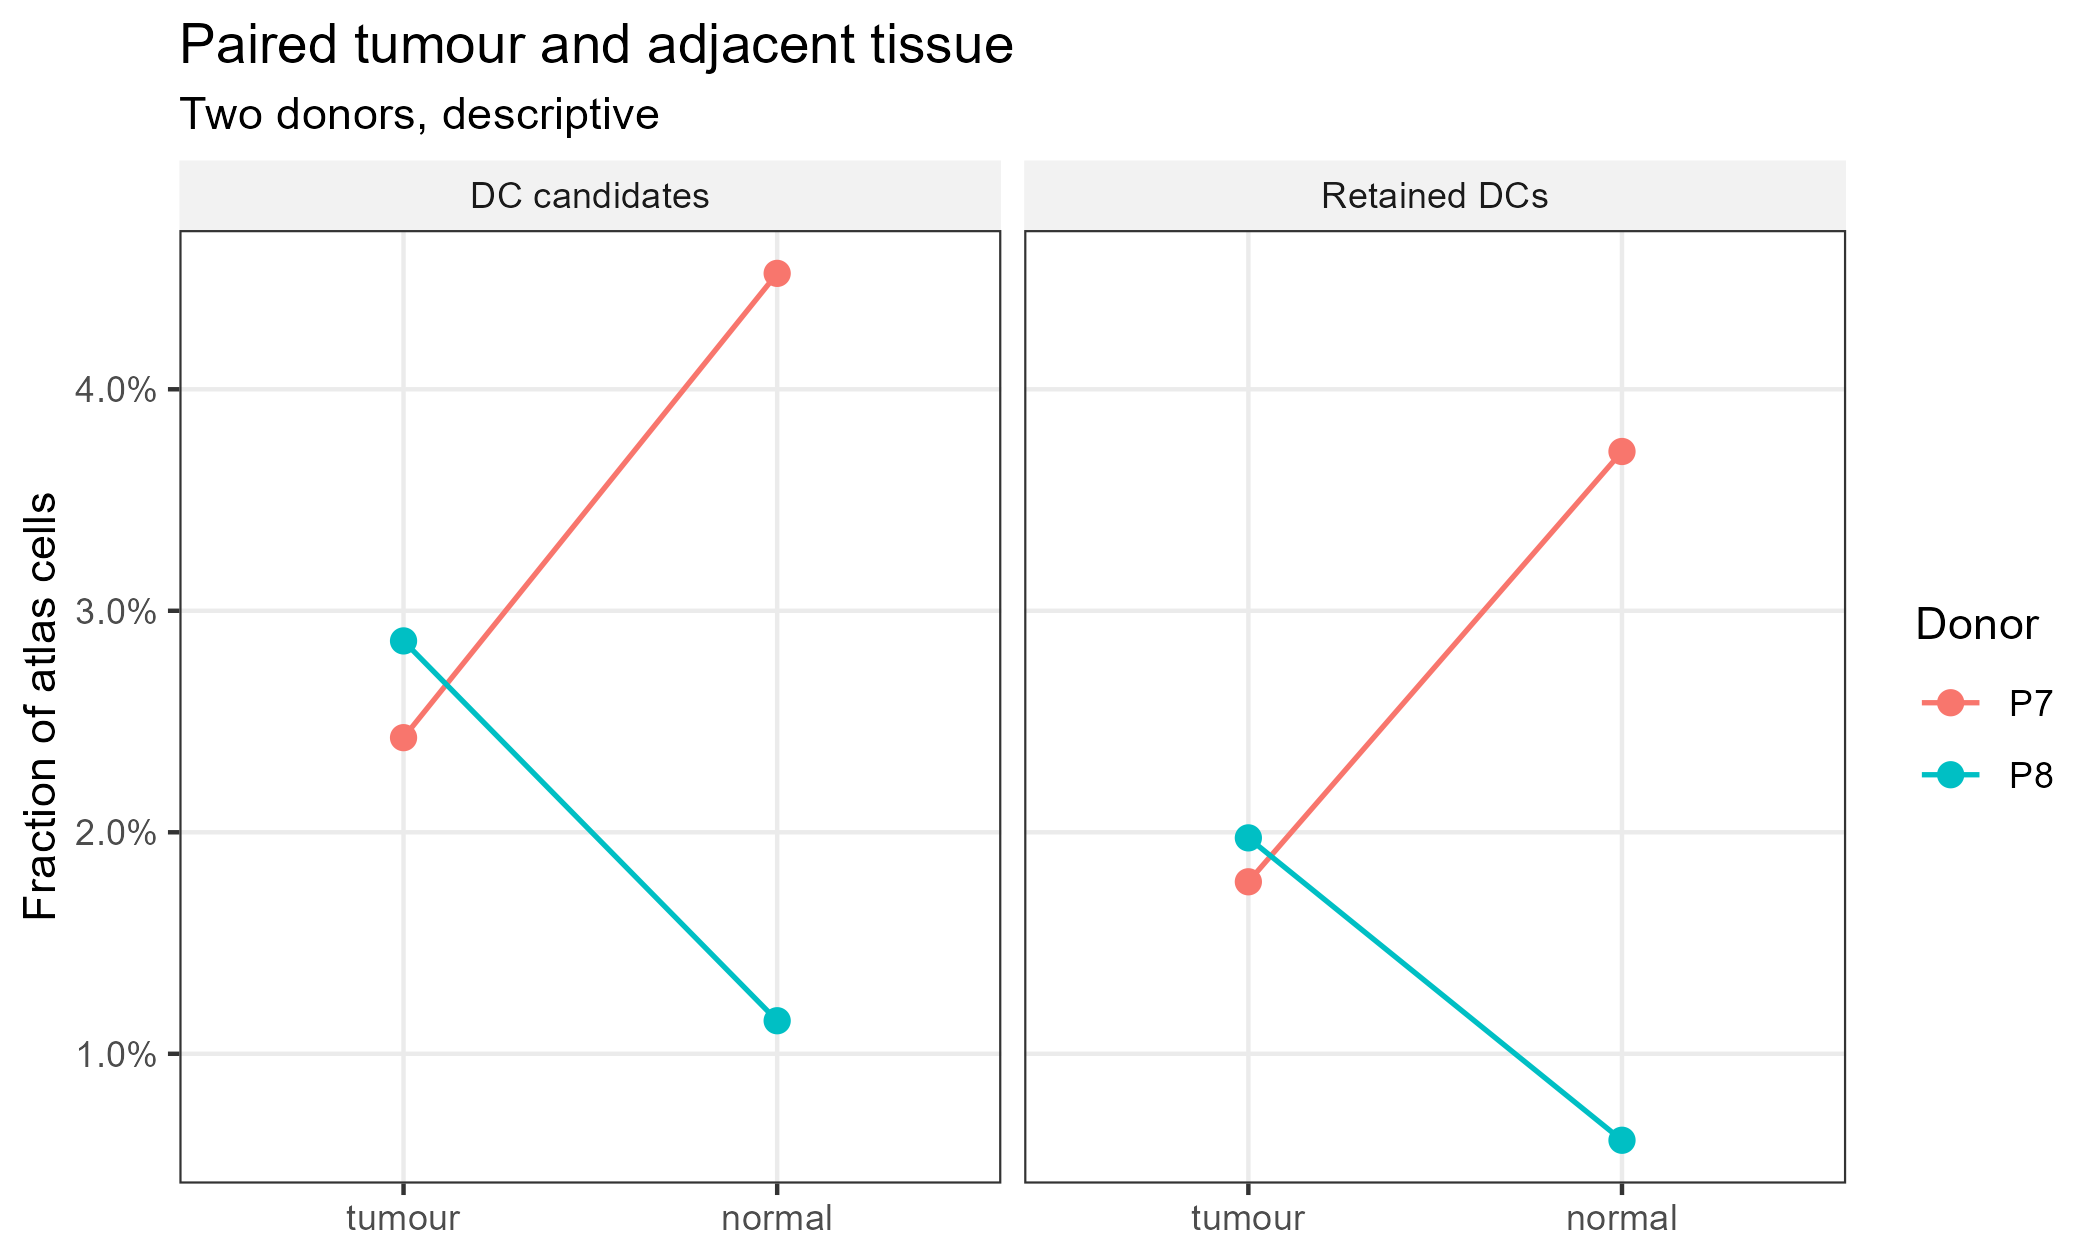 Paired tumour and adjacent tissue
Two donors, descriptive
DC candidates
Retained DCs
Fraction of atlas cells
4.0%
3.0%
2.0%
1.0%
tumour
normal
tumour
normal
Donor
P7
P8